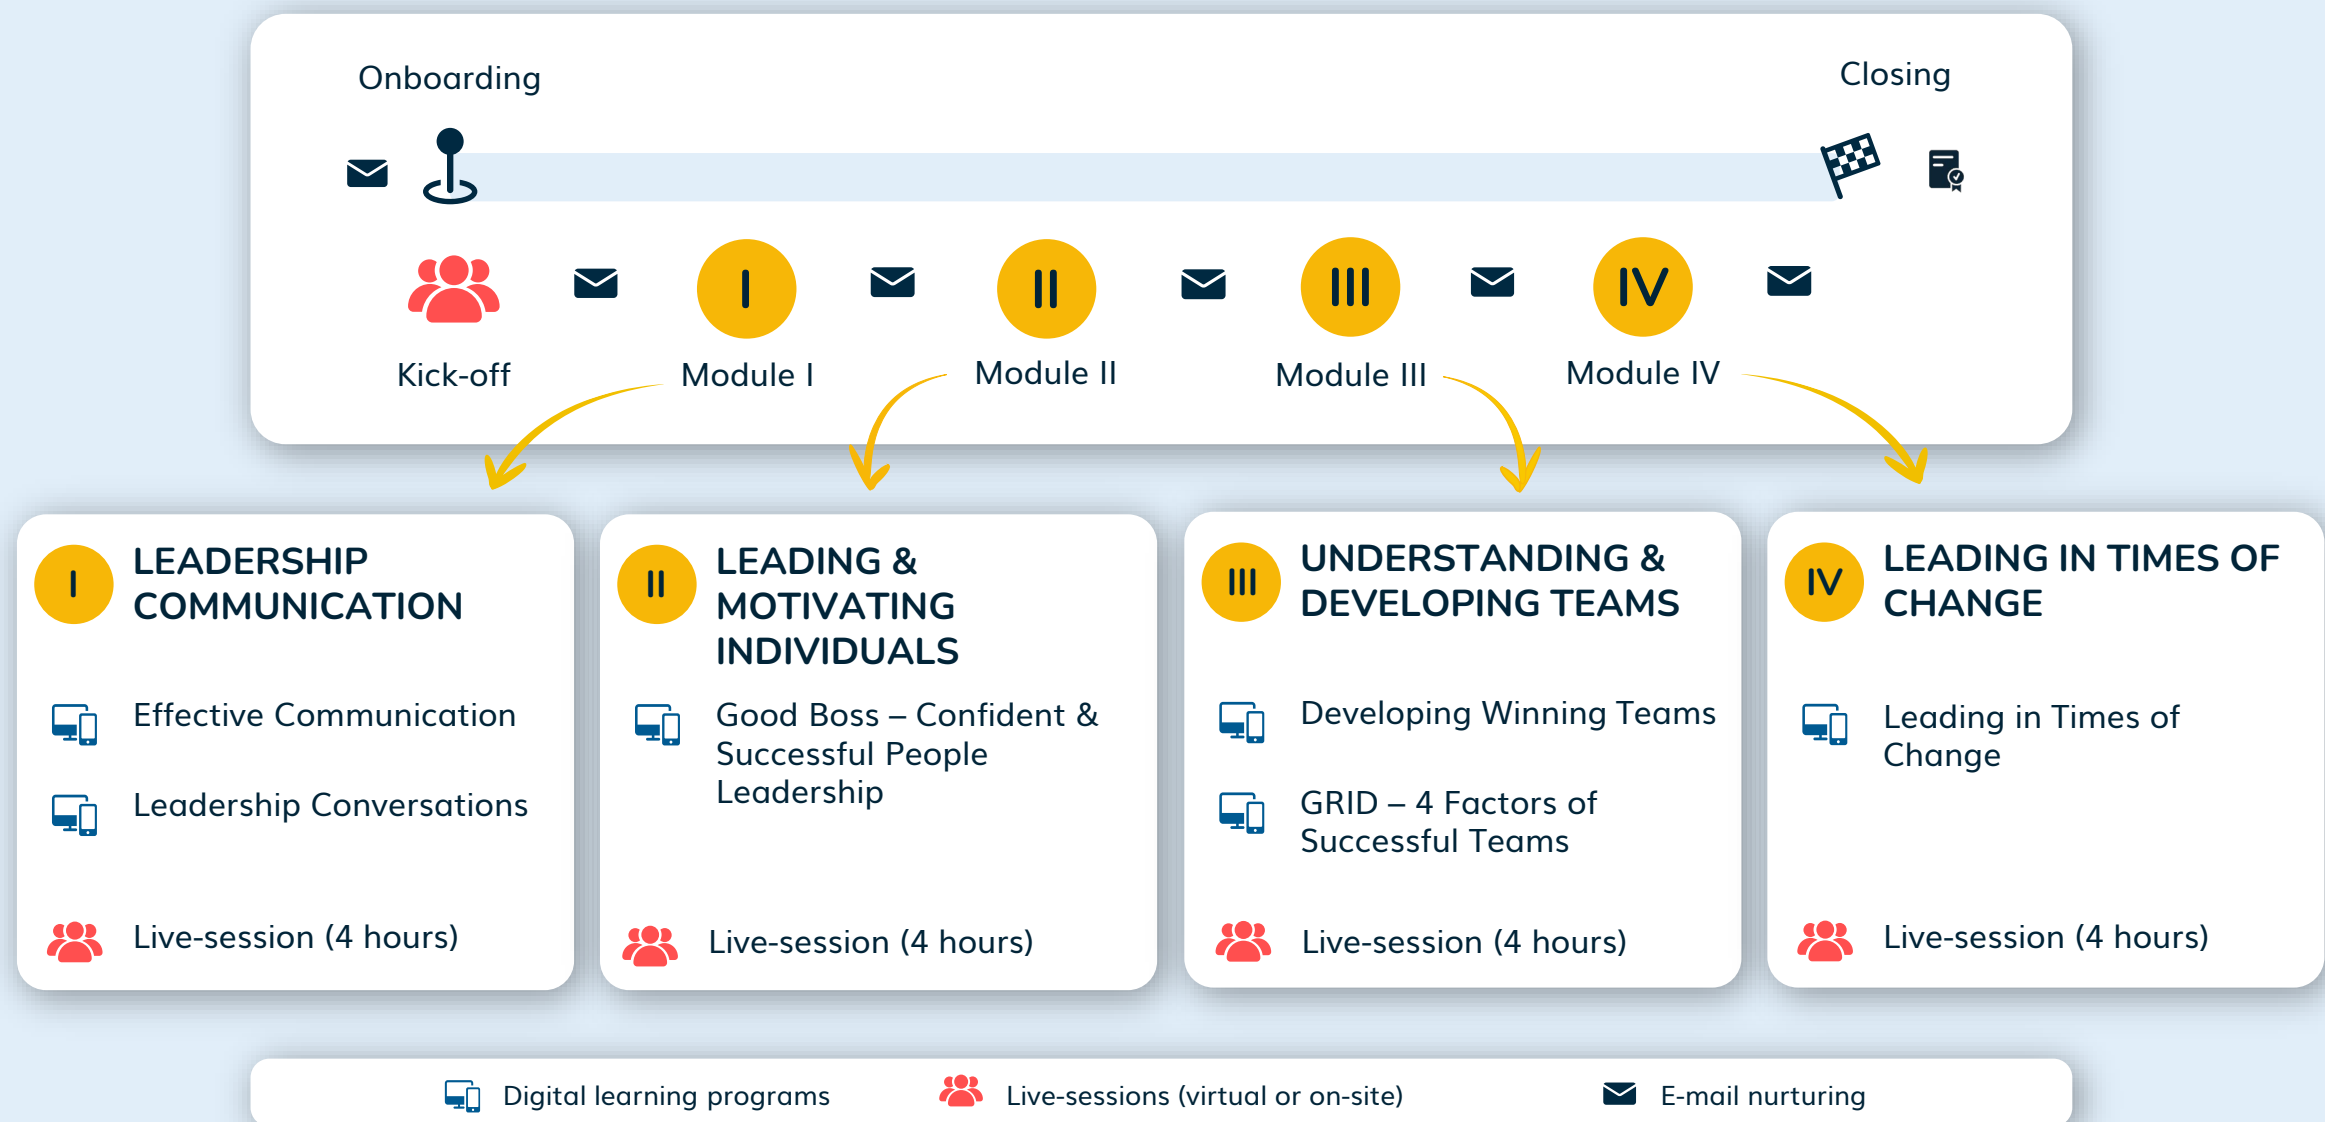 Onboarding
Closing
I
II
III
IV
Kick-off
Module I
Module II
Module III
Module IV
I
LEADERSHIP
COMMUNICATION
Effective Communication
Leadership Conversations
Live-session (4 hours)
II
LEADING &
MOTIVATING
INDIVIDUALS
Good Boss – Confident &
Successful People
Leadership
Live-session (4 hours)
III
UNDERSTANDING &
DEVELOPING TEAMS
Developing Winning Teams
GRID – 4 Factors of
Successful Teams
Live-session (4 hours)
IV
LEADING IN TIMES OF
CHANGE
Leading in Times of
Change
Live-session (4 hours)
Digital learning programs
Live-sessions (virtual or on-site)
E-mail nurturing